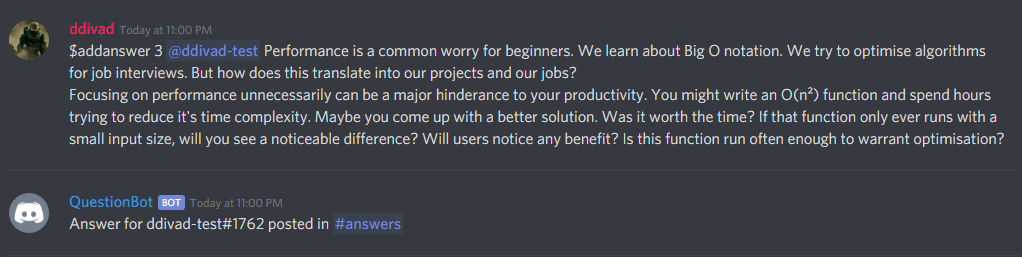 ddivad Today at 11:00 PM
$addanswer 3 @ddivad-test Performance is a common worry for beginners. We learn about Big O notation. We try to optimise algorithms
for job interviews. But how does this translate into our projects and our jobs?
Focusing on performance unnecessarily can be a major hinderance to your productivity. You might write an O(n²) function and spend hours
trying to reduce it's time complexity. Maybe you come up with a better solution. Was it worth the time? If that function only ever runs with a
small input size, will you see a noticeable difference? Will users notice any benefit? Is this function run often enough to warrant optimisation?
QuestionBot BOT Today at 11:00 PM
Answer for ddivad-test#1762 posted in #answers